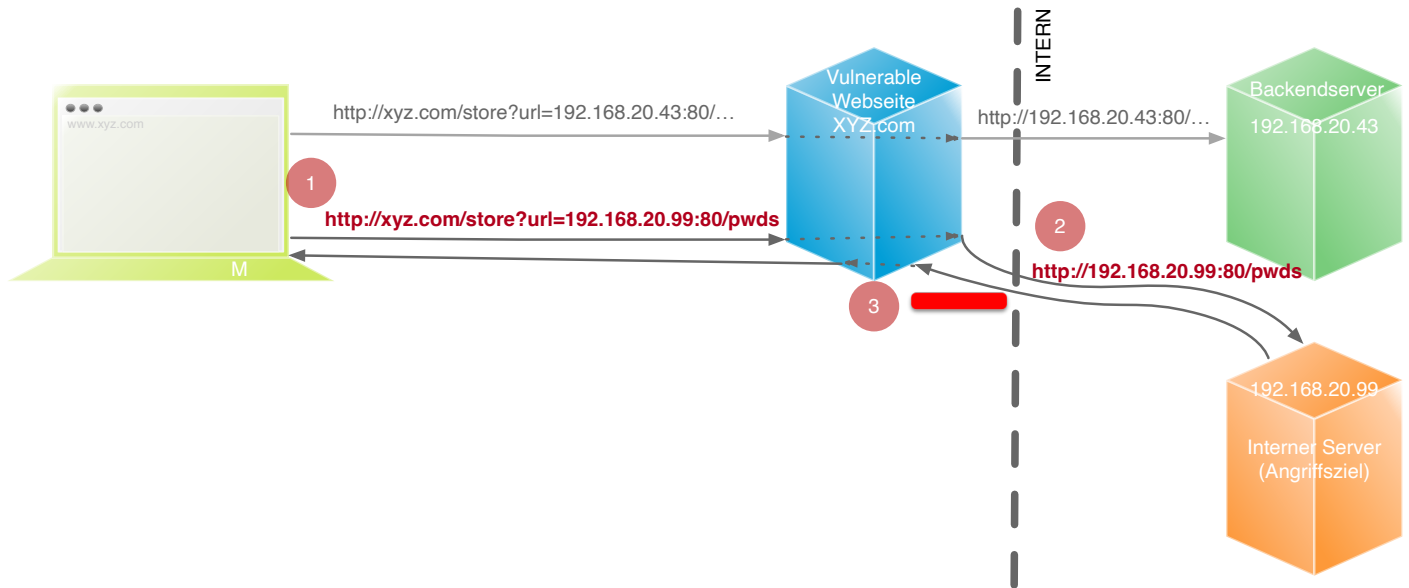 INTERN
Vulnerable
Webseite
XYZ.com
Backendserver
192.168.20.43
www.xyz.com
http://xyz.com/store?url=192.168.20.43:80/…
http://192.168.20.43:80/…
1
http://xyz.com/store?url=192.168.20.99:80/pwds
2
M
http://192.168.20.99:80/pwds
3
192.168.20.99
Interner Server
(Angriffsziel)